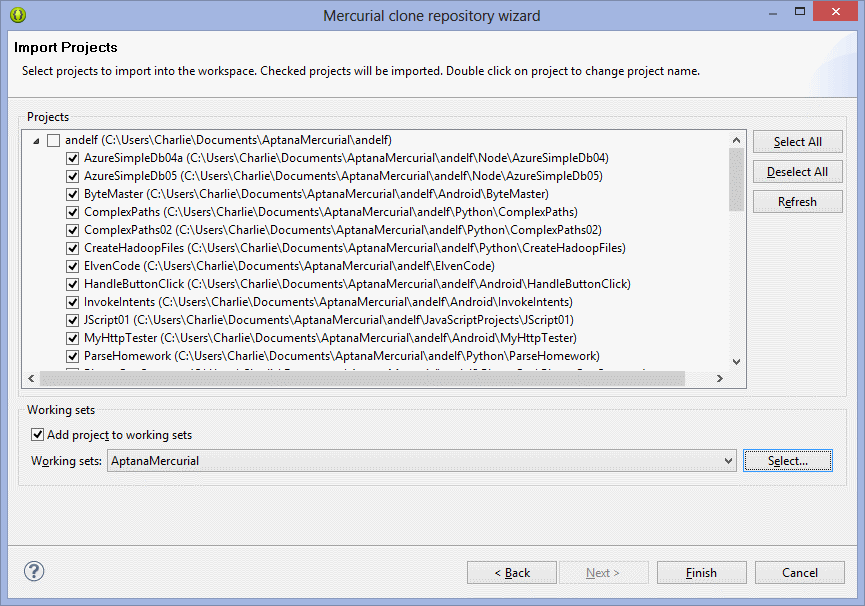 Mercurial clone repository wizard
Import Projects
Select projects to import into the workspace. Checked projects will be imported. Double click on project to change project name.
Projects
andelf (C:\Users\Charlie\Documents\AptanaMercurial\andelf)
AzureSimpleDb04a (C:\Users\Charlie\Documents\AptanaMercurial\andelf\Node\AzureSimpleDb04)
AzureSimpleDb05 (C:\Users\Charlie\Documents\AptanaMercurial\andelf\Node\AzureSimpleDb05)
ByteMaster (C:\Users\Charlie\Documents\AptanaMercurial\andelf\Android\ByteMaster)
ComplexPaths (C:\Users\Charlie\Documents\AptanaMercurial\andelf\Python\ComplexPaths)
ComplexPaths02 (C:\Users\Charlie\Documents\AptanaMercurial\andelf\Python\ComplexPaths02)
CreateHadoopFiles (C:\Users\Charlie\Documents\AptanaMercurial\andelf\Python\CreateHadoopFiles)
ElvenCode (C:\Users\Charlie\Documents\AptanaMercurial\andelf\ElvenCode)
HandleButtonClick (C:\Users\Charlie\Documents\AptanaMercurial\andelf\Android\HandleButtonClick)
InvokeIntents (C:\Users\Charlie\Documents\AptanaMercurial\andelf\Android\InvokeIntents)
JScript01 (C:\Users\Charlie\Documents\AptanaMercurial\andelf\JavaScriptProjects\JScript01)
MyHttpTester (C:\Users\Charlie\Documents\AptanaMercurial\andelf\Android\MyHttpTester)
ParseHomework (C:\Users\Charlie\Documents\AptanaMercurial\andelf\Python\ParseHomework)
Select All
Deselect All
Refresh
Working sets
Add project to working sets
Working sets: AptanaMercurial
Select...
?
< Back
Next >
Finish
Cancel